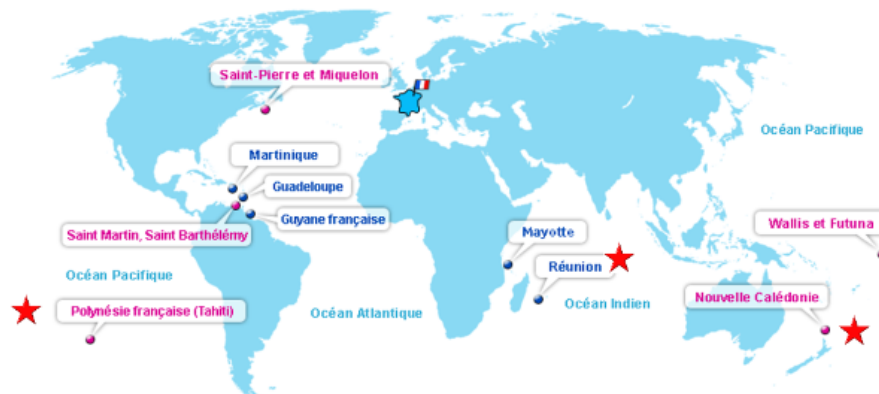 Saint-Pierre et Miquelon
Océan Pacifique
Martinique
Guadeloupe
Guyane française
Saint Martin, Saint Barthélémy
Mayotte
Wallis et Futuna
Océan Pacifique
Réunion
Océan Indien
Nouvelle Calédonie
Polynésie française (Tahiti)
Océan Atlantique